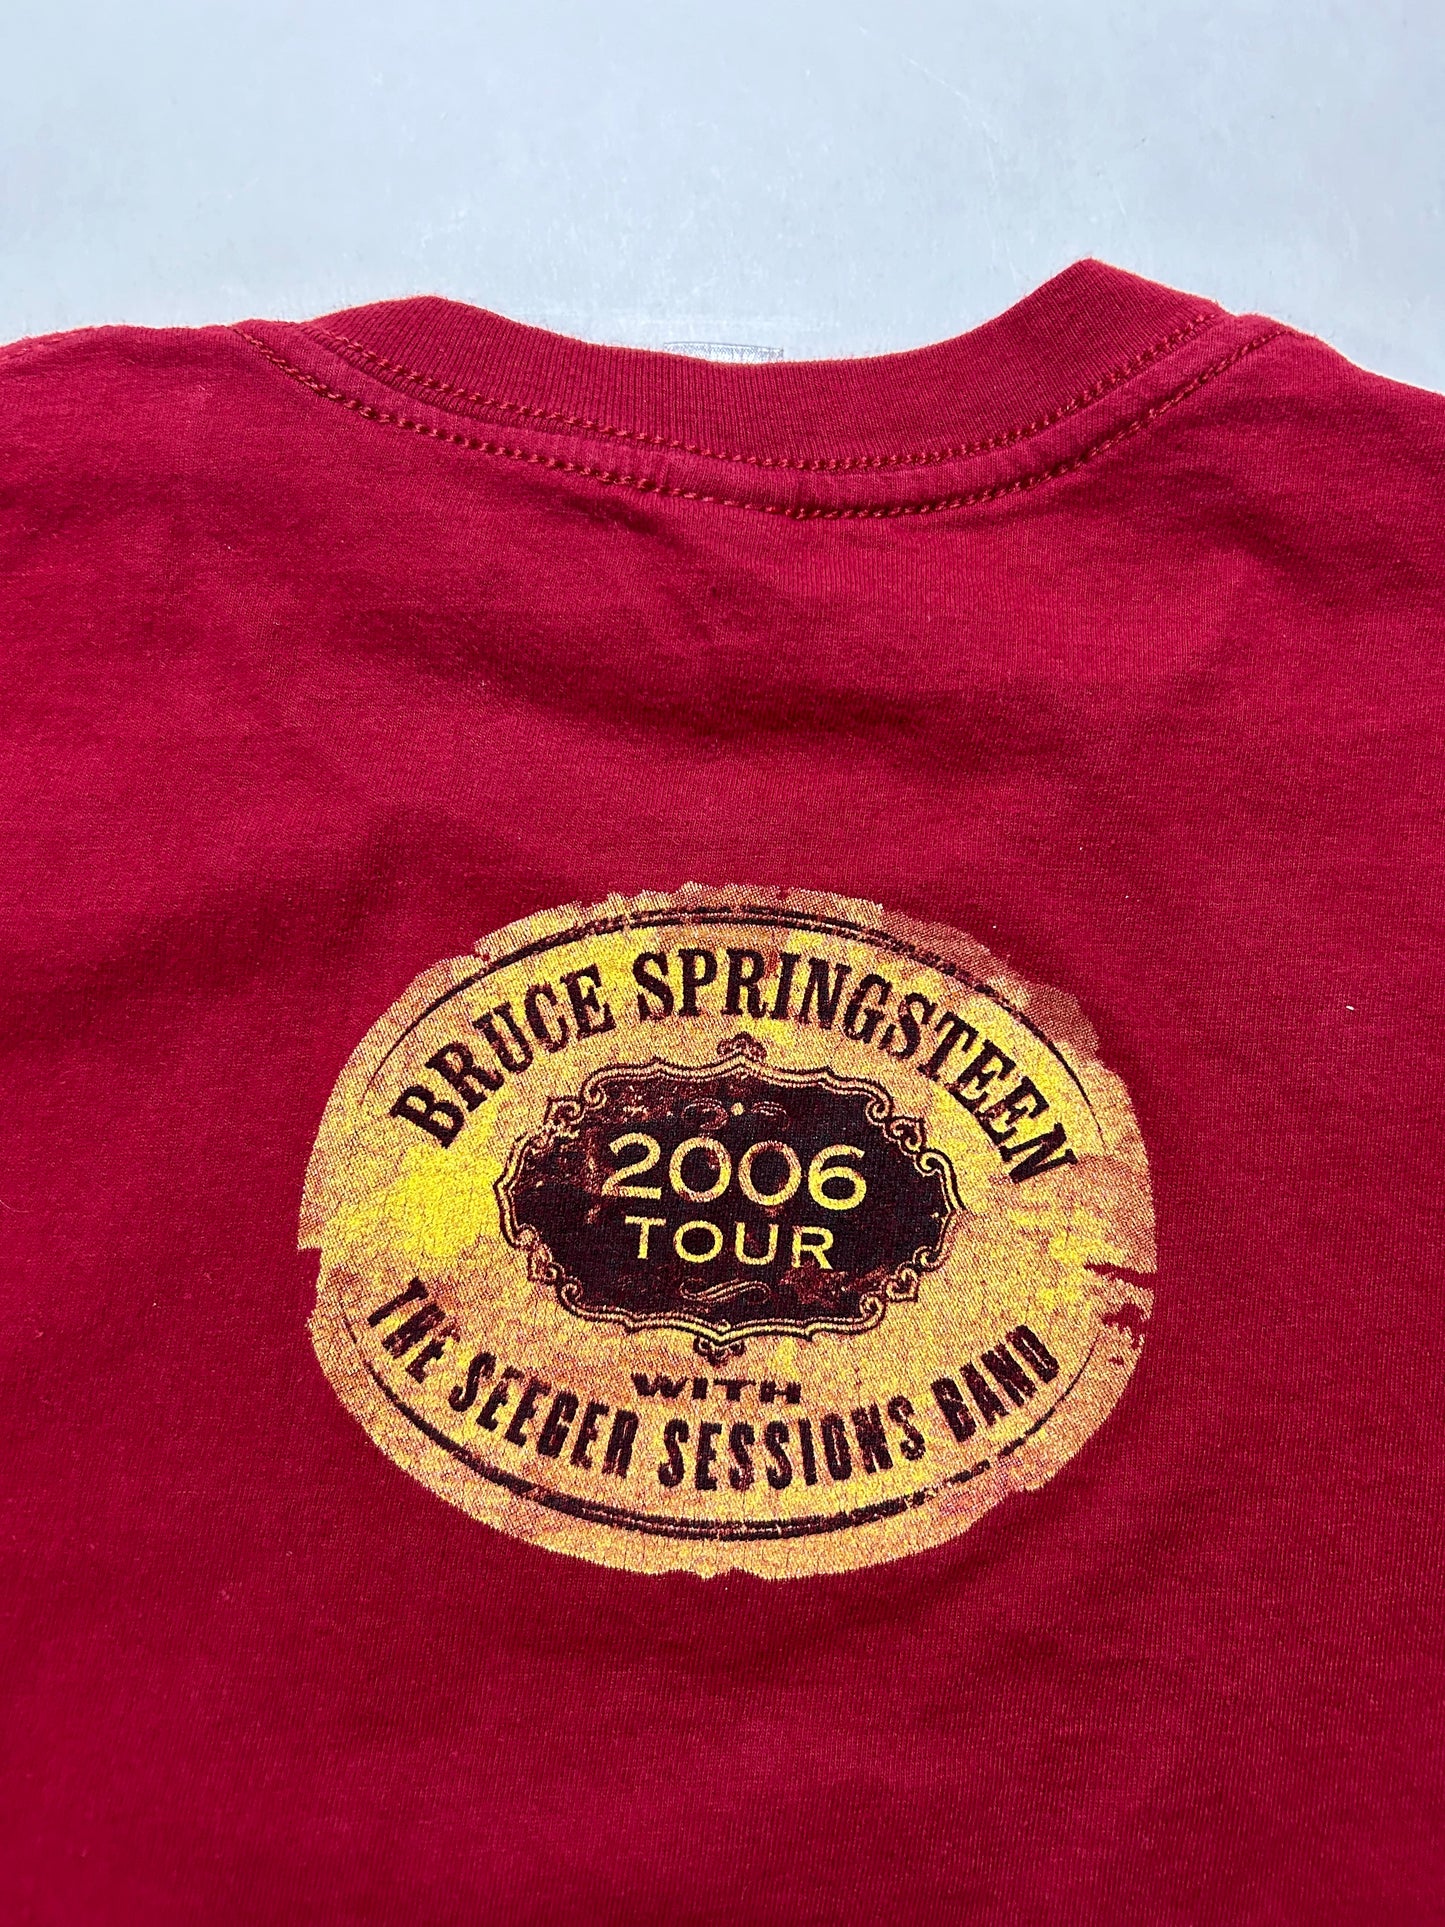 BRUCE SPRINGSTEEN
2006
TOUR
WITH
THE SEEGER SESSIONS BAND